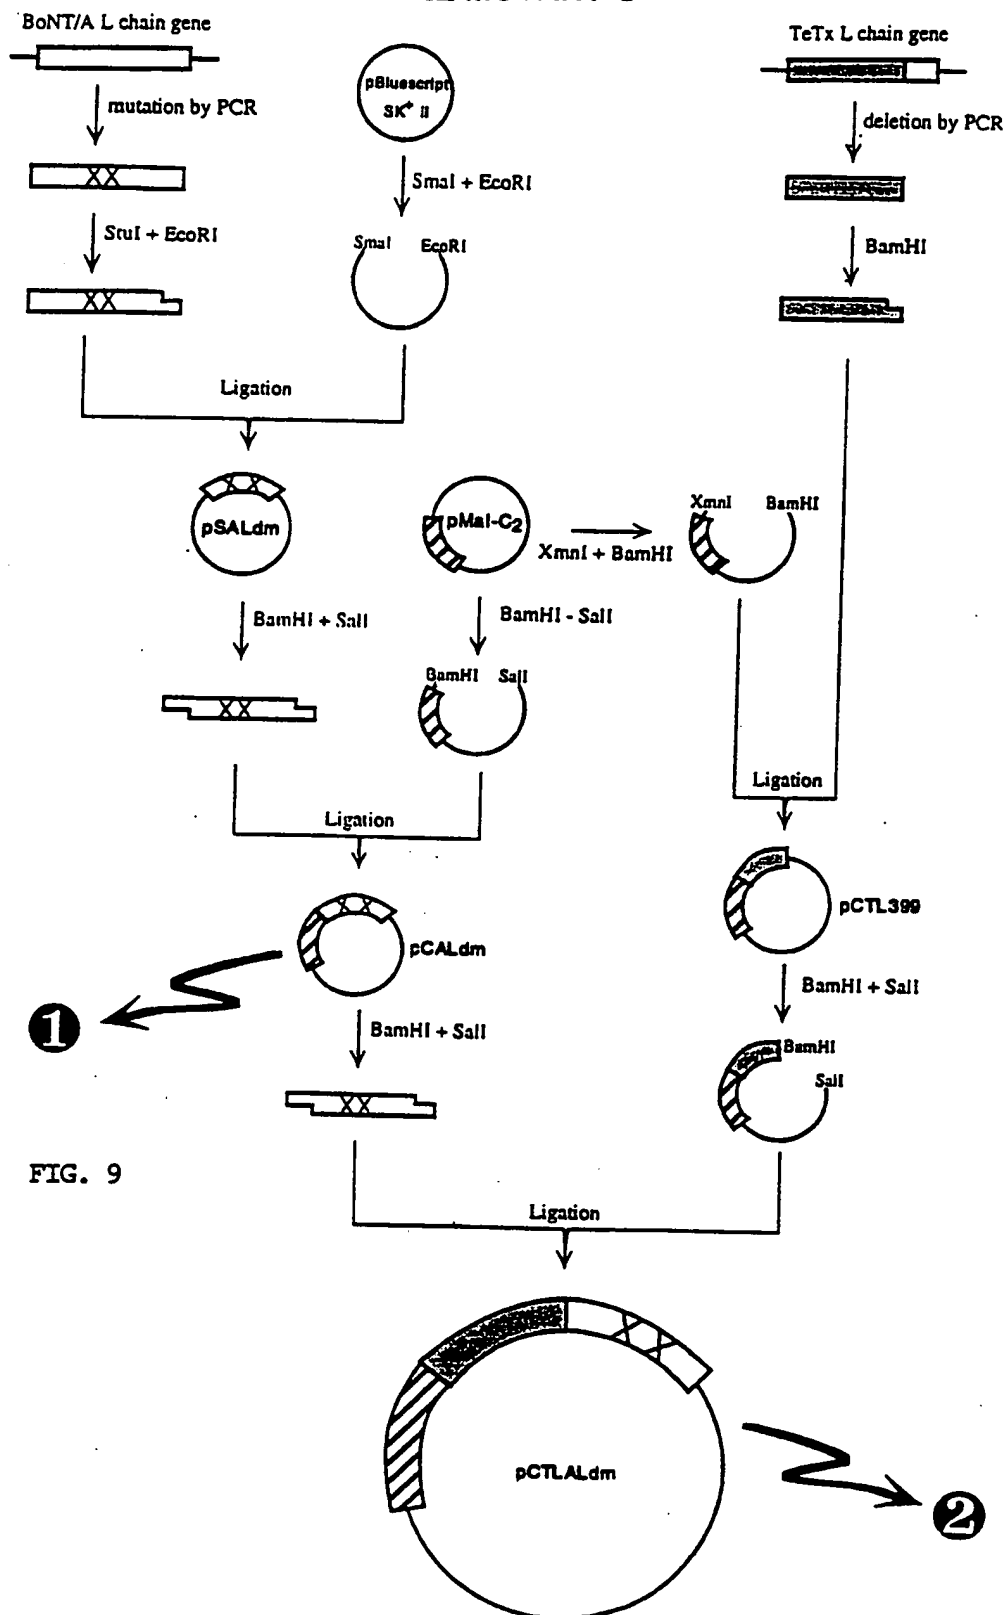 BoNT/A L chain gene
TeTx L chain gene
pBluescript
SK+ II
mutation by PCR
deletion by PCR
SmaI + EcoRI
StuI + EcoRI
SmaI
EcoRI
BamHI
Ligation
pSALdm
pMal-C2
XmnI
BamHI
XmnI + BamHI
BamHI + SalI
BamHI - SalI
BamHI
SalI
Ligation
Ligation
pCALdm
pCTL399
BamHI + SalI
1
BamHI + SalI
BamHI
SalI
FIG. 9
Ligation
pCTLALdm
2